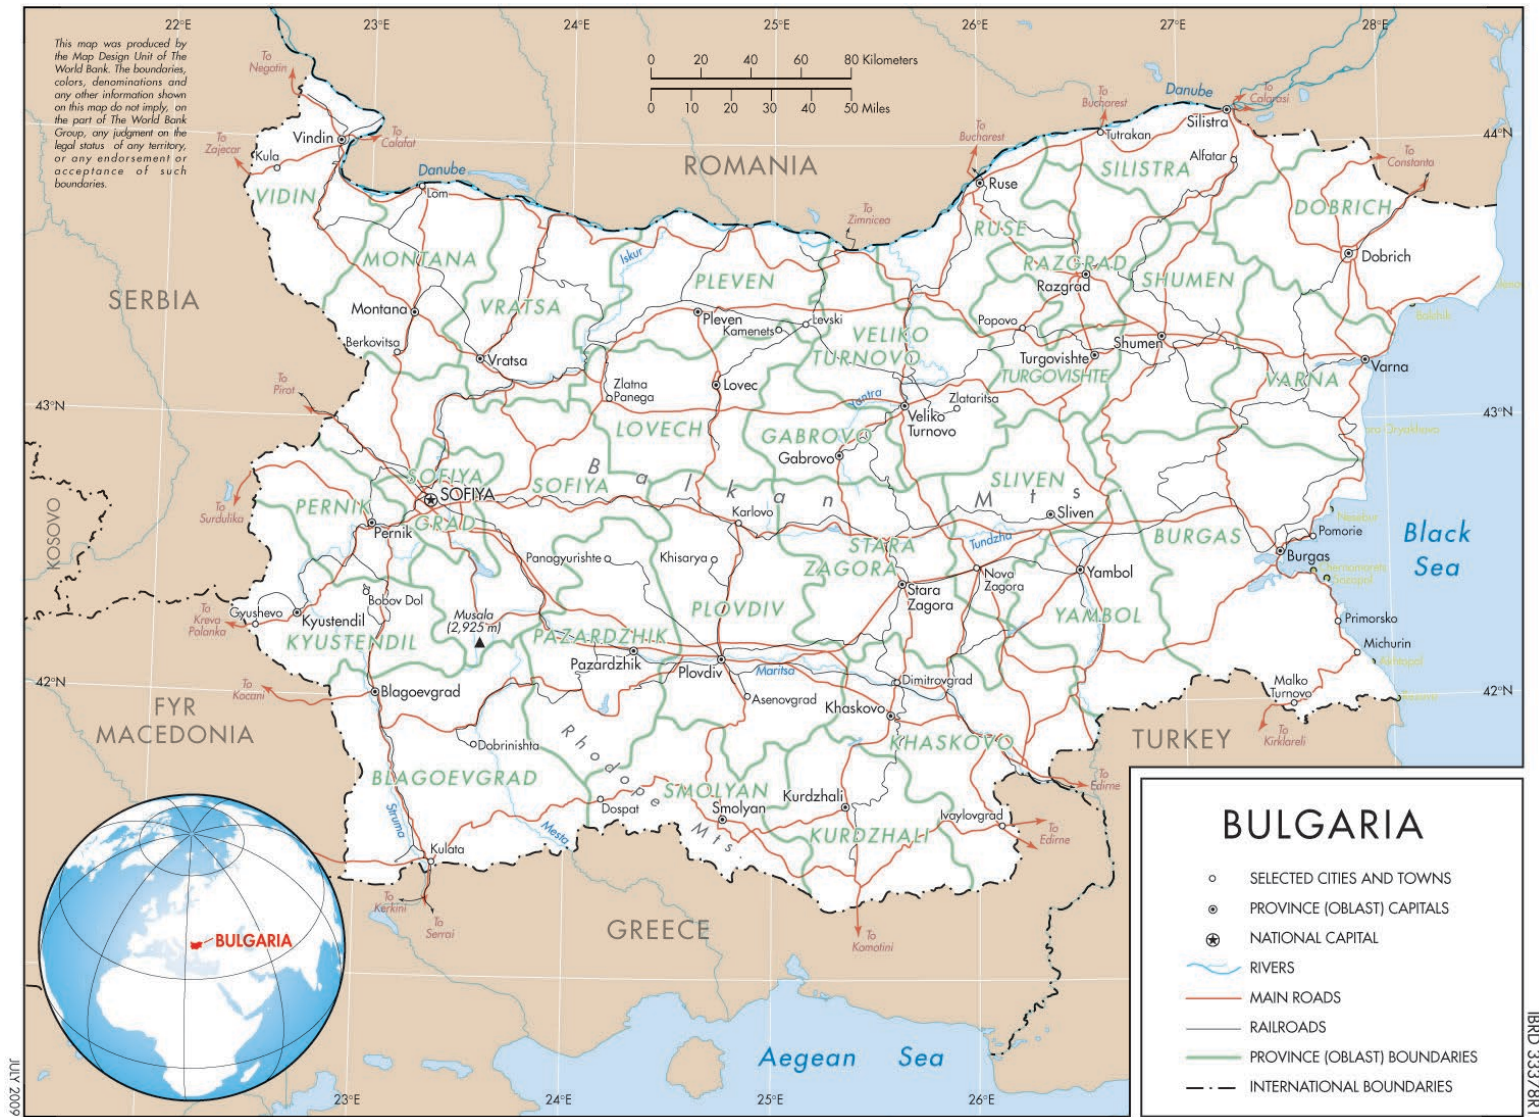 22°E
23°E
24°E
25°E
26°E
27°E
28°E
This map was produced by
the Map Design Unit of The
World Bank. The boundaries,
colors, denominations and
any other information shown
on this map do not imply, on
the part of The World Bank
Group, any judgment on the
legal status of any territory,
or any endorsement or
acceptance of such
boundaries.
0 20 40 60 80 Kilometers
0 10 20 30 40 50 Miles
To
Negotin
To
Calafat
To
Zajecar
Vindin
Kula
VIDIN
Danube
Lom
ROMANIA
To
Zimnicea
To
Bucharest
To
Bucharest
Danube
To
Calarasi
Silistra
Tutrakan
Alfatar
44°N
To
Constanta
SILISTRA
DOBRICH
Dobrich
Ruse
RUSE
RAZGRAD
Razgrad
SHUMEN
Shumen
SERBIA
MONTANA
Montana
Berkovitsa
VRATSA
Vratsa
Iskur
PLEVEN
Pleven
Kamenets
Levski
VELIKO
TURNOVO
Popovo
Turgovishte
TURGOVISHTE
Balchik
Varna
VARNA
To
Pirot
43°N
43°N
Zlatna
Panega
Lovec
LOVECH
Yantra
Zlataritsa
Veliko
Turnovo
GABROVO
Gabrovo
SOFIYA
SOFIYA
GRAD
SOFIYA
Balkan Mts
SLIVEN
Sliven
PERNIK
Pernik
KOSOVO
To
Surdulika
Karlovo
Khisarya
Panagyurishte
STARA
ZAGORA
Tundzha
Stara
Zagora
Nova
Zagora
Yambol
YAMBOL
BURGAS
Burgas
Nesebur
Pomorie
Chernomorets
Sozopol
Primorsko
Michurin
Ahtopol
Black
Sea
Gyushevo
To
Kreva
Palanka
Kyustendil
KYUSTENDIL
Bobov Dol
Musala
(2,925 m)
PAZARDZHIK
Pazardzhik
PLOVDIV
Plovdiv
Maritsa
Asenovgrad
Dimitrovgrad
Khaskovo
KHASKOVO
42°N
42°N
To
Kocani
FYR
MACEDONIA
Blagoevgrad
BLAGOEVGRAD
Dobrinishta
Rhodope Mts.
SMOLYAN
Smolyan
Dospat
Kurdzhali
KURDZHALI
Ivaylovgrad
To
Edirne
To
Edirne
Malko
Turnovo
To
Kirklareli
TURKEY
Struma
Mesta
Kulata
To
Kerkini
To
Serrai
To
Komotini
GREECE
Aegean Sea
BULGARIA
BULGARIA
SELECTED CITIES AND TOWNS
PROVINCE (OBLAST) CAPITALS
NATIONAL CAPITAL
RIVERS
MAIN ROADS
RAILROADS
PROVINCE (OBLAST) BOUNDARIES
INTERNATIONAL BOUNDARIES
23°E
24°E
25°E
26°E
JULY 2009
IBRD 33378R